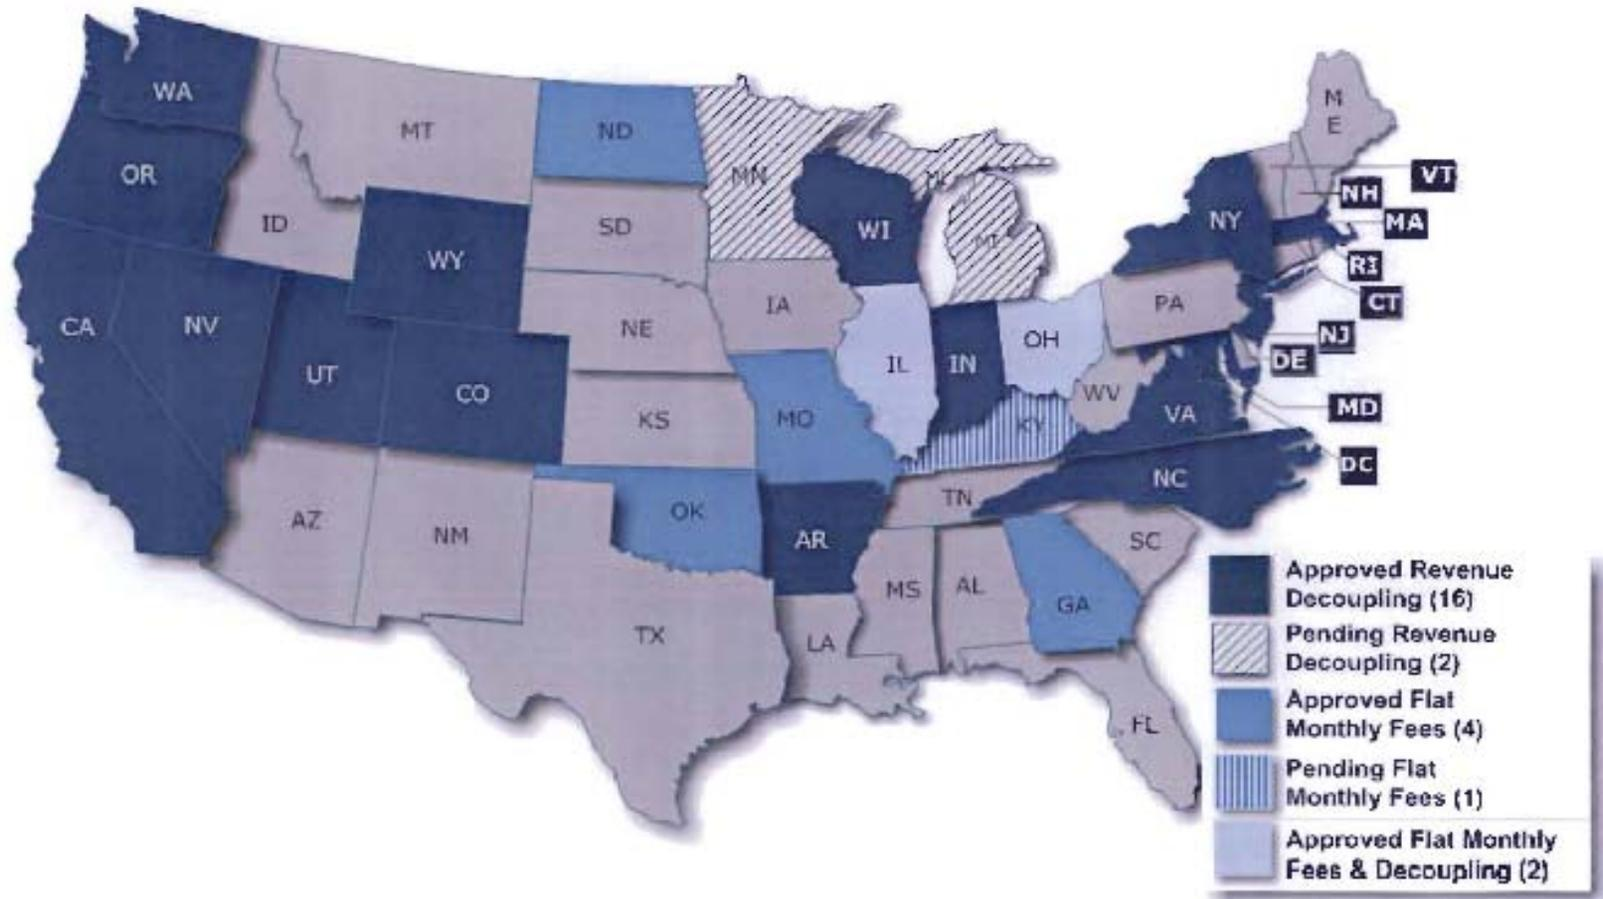 WA
MT
ND
MN
M
E
OR
ID
SD
WI
MI
MI
NY
VT
NH
MA
WY
RI
CT
CA
NV
NE
IA
PA
UT
CO
IL
IN
OH
NJ
DE
KS
MO
KY
WV
VA
MD
DC
AZ
NM
OK
AR
TN
NC
SC
TX
LA
MS
AL
GA
FL
Approved Revenue
Decoupling (16)
Pending Revenue
Decoupling (2)
Approved Flat
Monthly Fees (4)
Pending Flat
Monthly Fees (1)
Approved Flat Monthly
Fees & Decoupling (2)